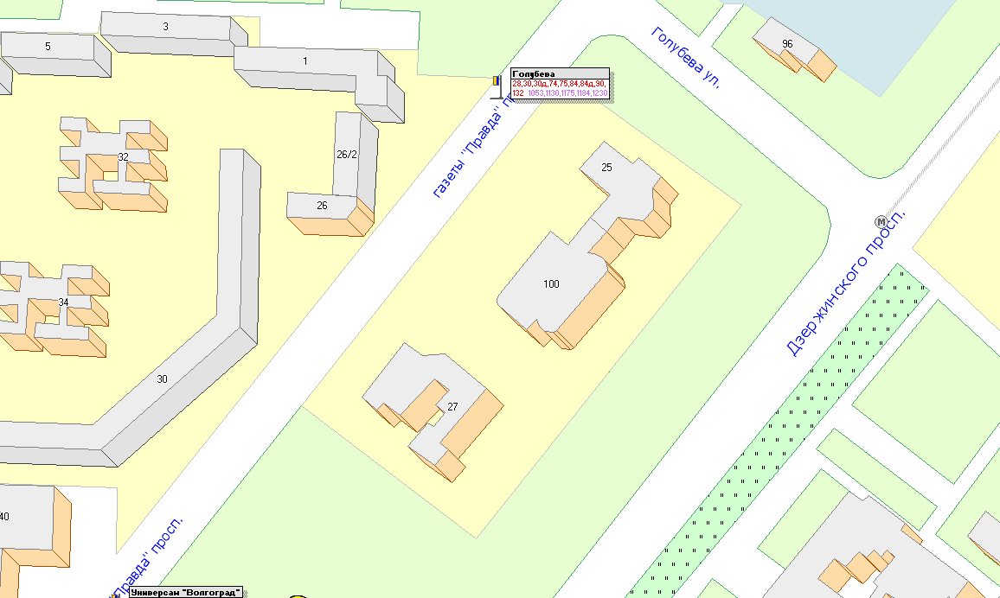 3
5
1
Голубева ул.
96
Голубева
28,30,30д,74,75,84,84д,90,
132 1053,1130,1175,1184,1230
газеты "Правда" п
32
26/2
26
25
М
Дзержинского просп.
100
34
30
27
40
"Правда" просп.
Универсам "Волгоград"